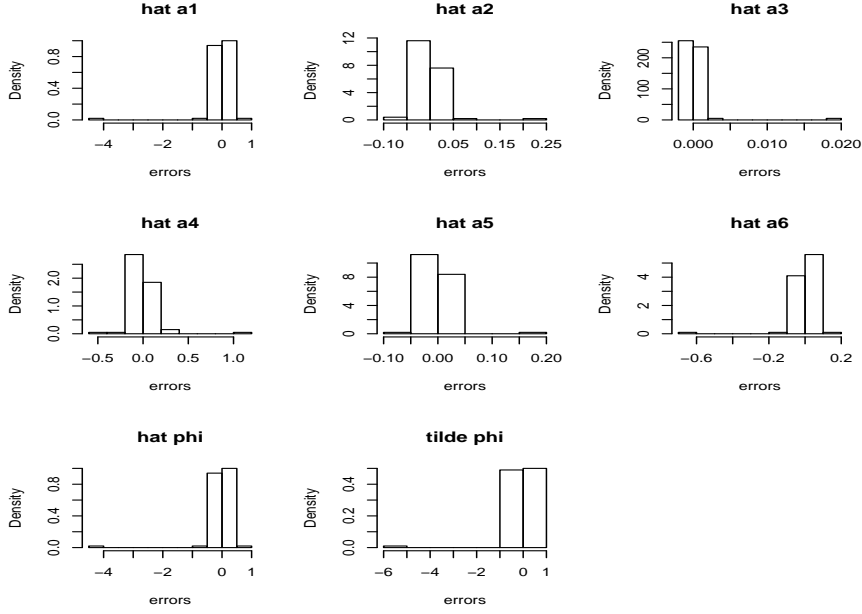 hat a1
Density
0.0 0.4 0.8
−4 −2 0 1
errors
hat a2
Density
0 4 8 12
−0.10 0.05 0.15 0.25
errors
hat a3
Density
0 100 200
0.000 0.010 0.020
errors
hat a4
Density
0.0 1.0 2.0
−0.5 0.0 0.5 1.0
errors
hat a5
Density
0 4 8
−0.10 0.00 0.10 0.20
errors
hat a6
Density
0 2 4
−0.6 −0.2 0.2
errors
hat phi
Density
0.0 0.4 0.8
−4 −2 0 1
errors
tilde phi
Density
0.0 0.2 0.4
−6 −4 −2 0 1
errors